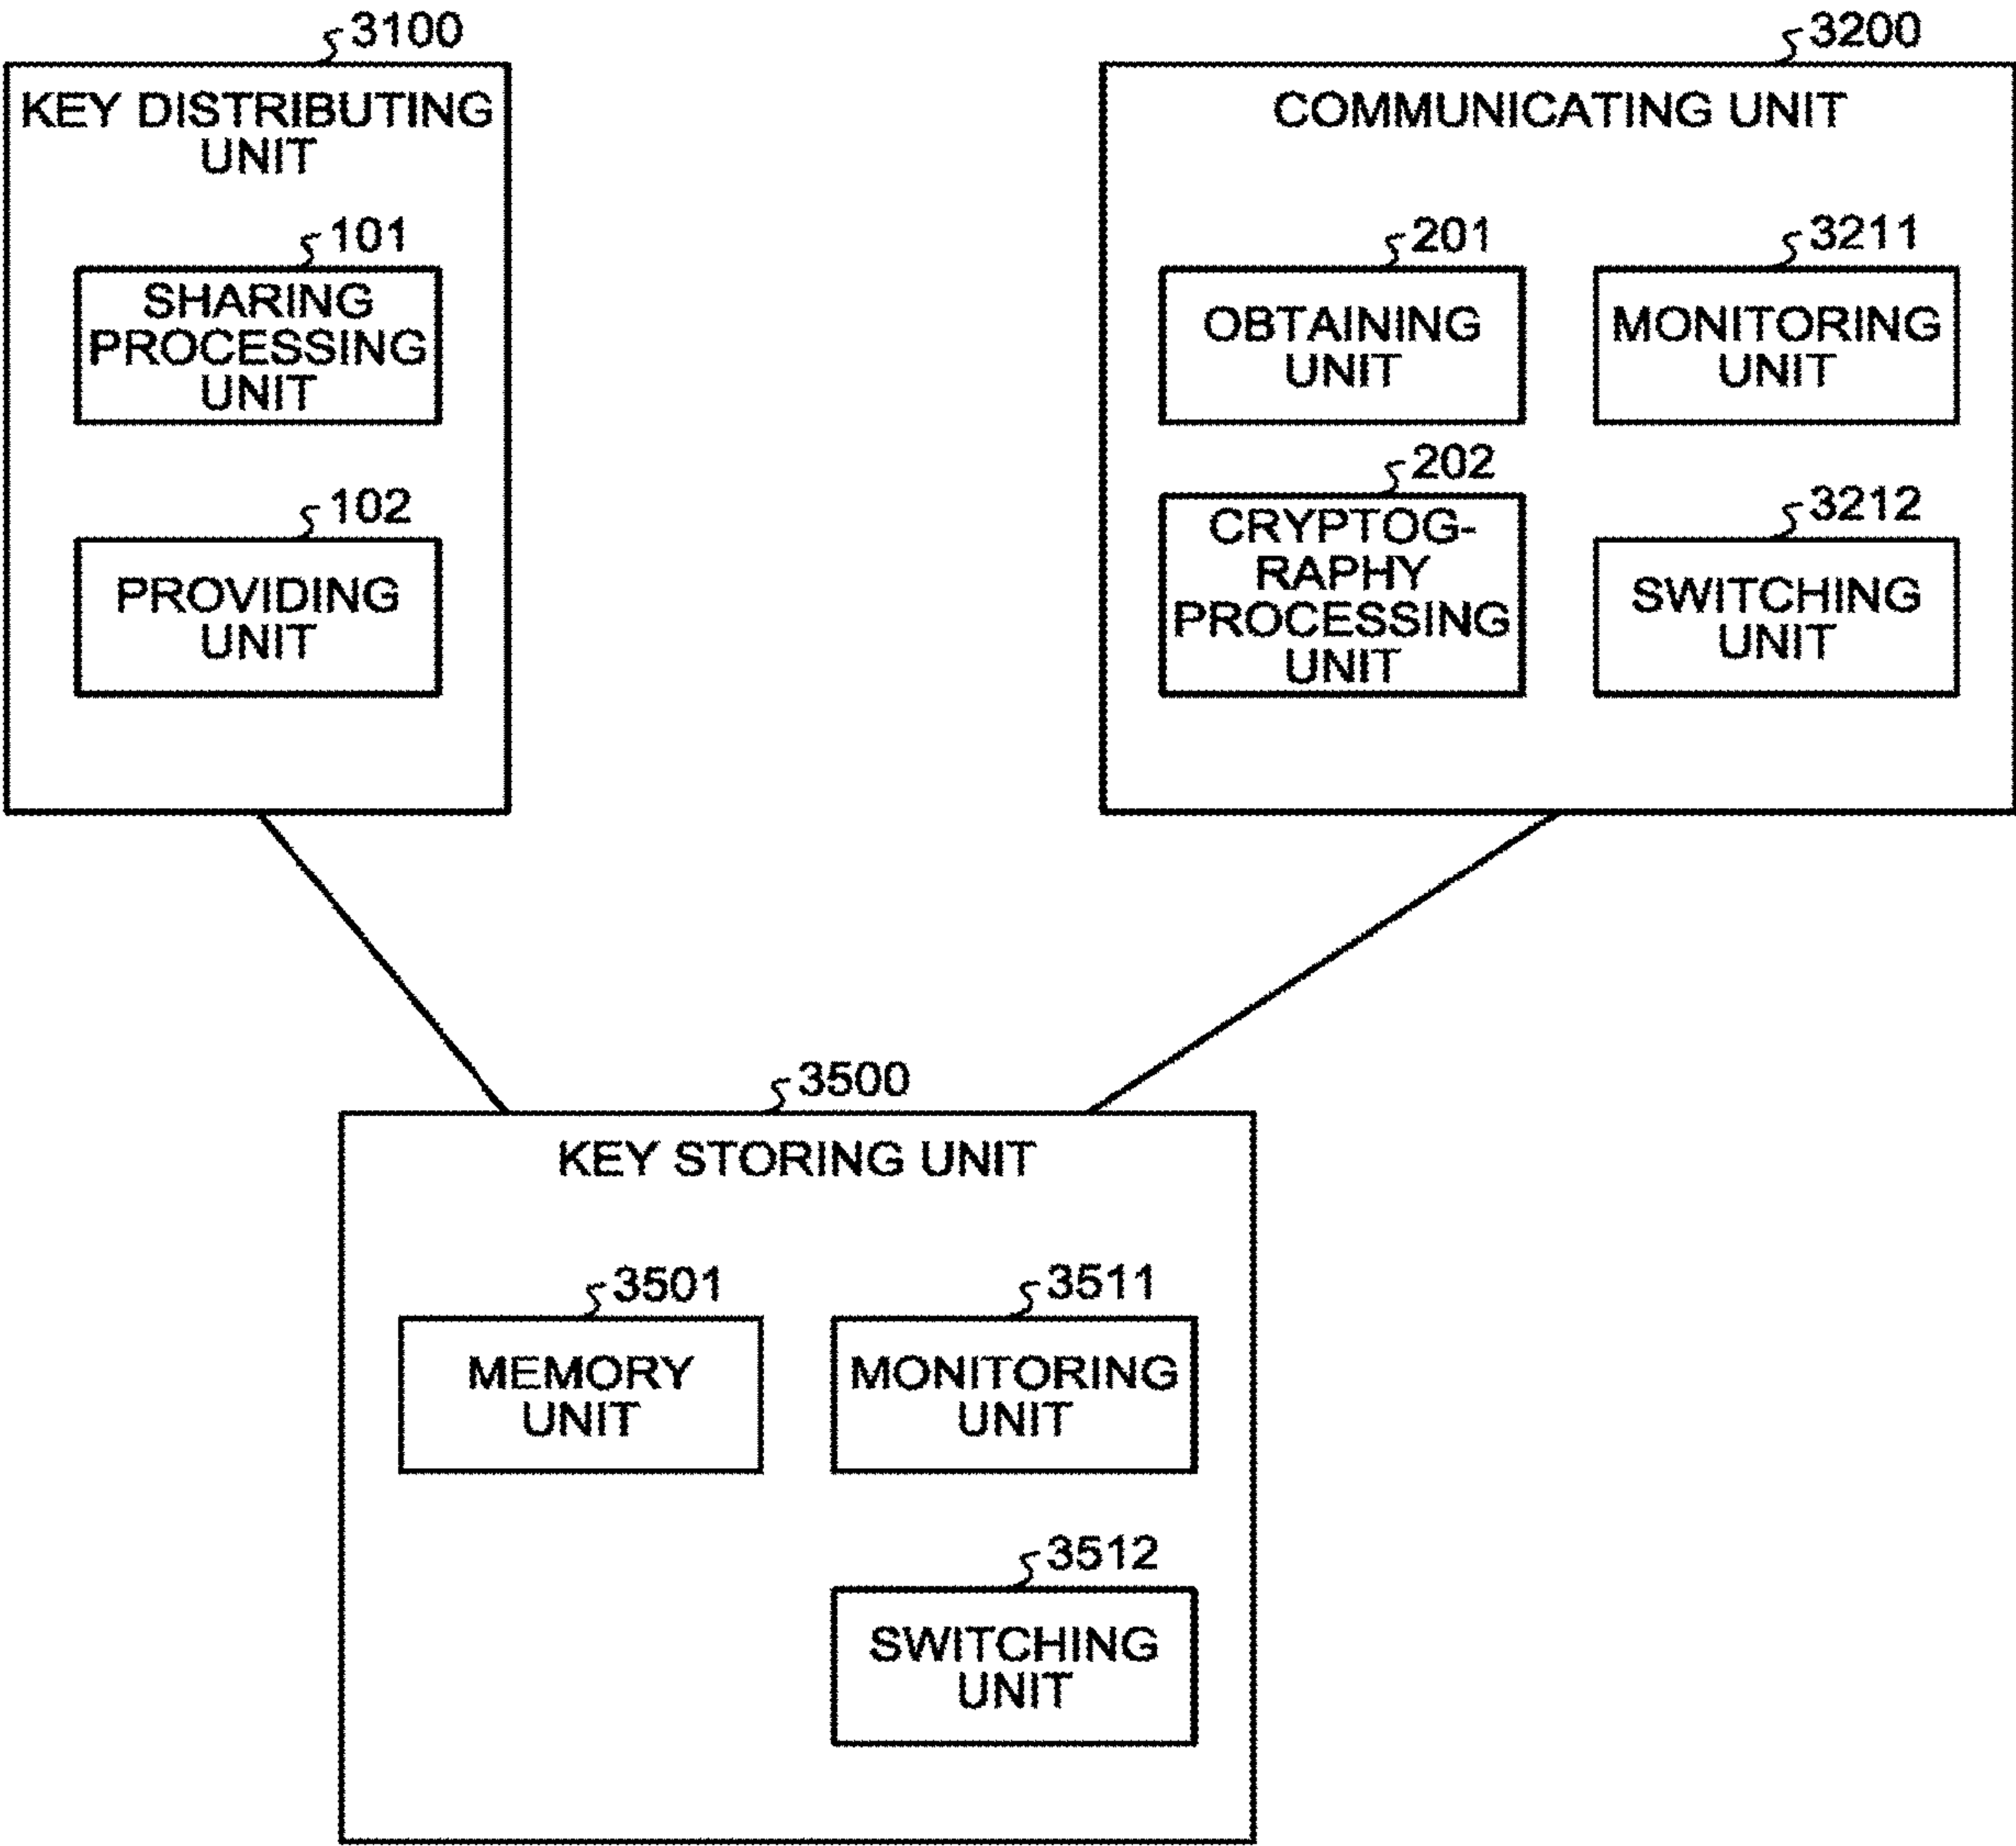 3100
KEY DISTRIBUTING
UNIT
101
SHARING
PROCESSING
UNIT
102
PROVIDING
UNIT
3200
COMMUNICATING UNIT
201
OBTAINING
UNIT
3211
MONITORING
UNIT
202
CRYPTOG-
RAPHY
PROCESSING
UNIT
3212
SWITCHING
UNIT
3500
KEY STORING UNIT
3501
MEMORY
UNIT
3511
MONITORING
UNIT
3512
SWITCHING
UNIT